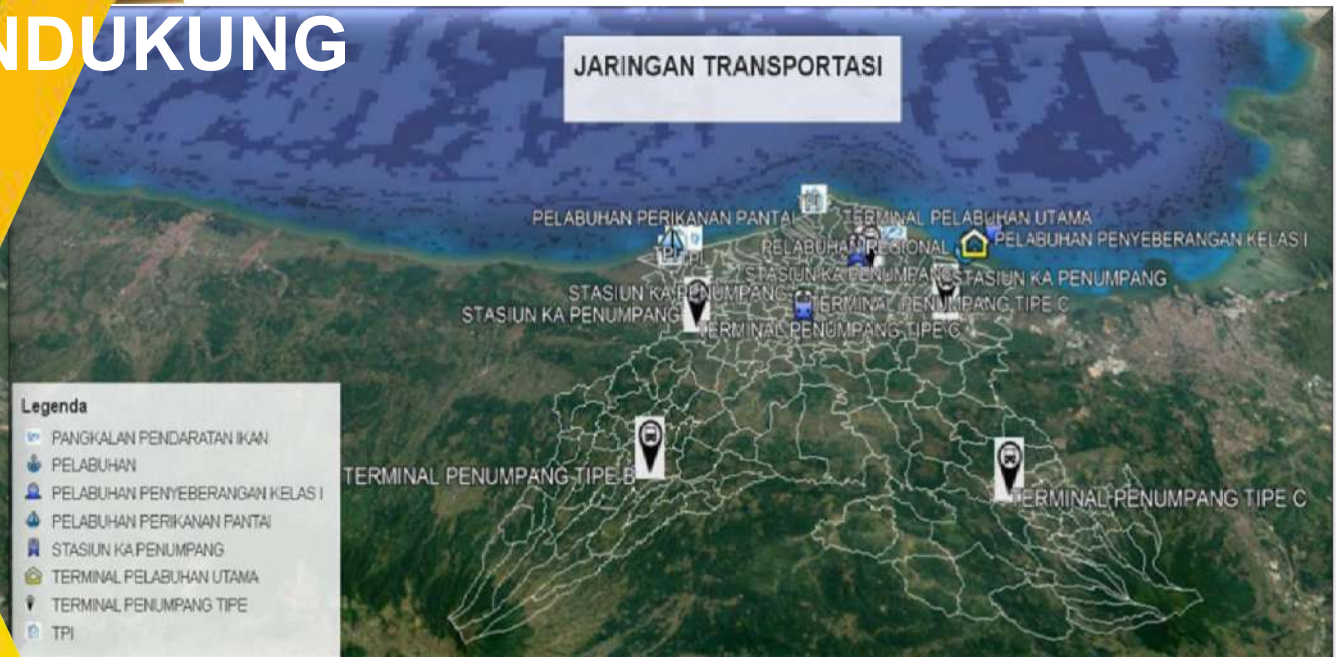 NDUKUNG
JARINGAN TRANSPORTASI
PELABUHAN PERIKANAN PANTAI
TERMINAL PELABUHAN UTAMA
PELABUHAN REGIONAL
PELABUHAN PENYEBERANGAN KELAS I
STASIUN KA PENUMPANG
STASIUN KA PENUMPANG
STASIUN KA PENUMPANG
TERMINAL PENUMPANG TIPE C
STASIUN KA PENUMPANG
TERMINAL PENUMPANG TIPE C
TERMINAL PENUMPANG TIPE B
TERMINAL PENUMPANG TIPE C
Legenda
PANGKALAN PENDARATAN IKAN
PELABUHAN
PELABUHAN PENYEBERANGAN KELAS I
PELABUHAN PERIKANAN PANTAI
STASIUN KA PENUMPANG
TERMINAL PELABUHAN UTAMA
TERMINAL PENUMPANG TIPE
TPI